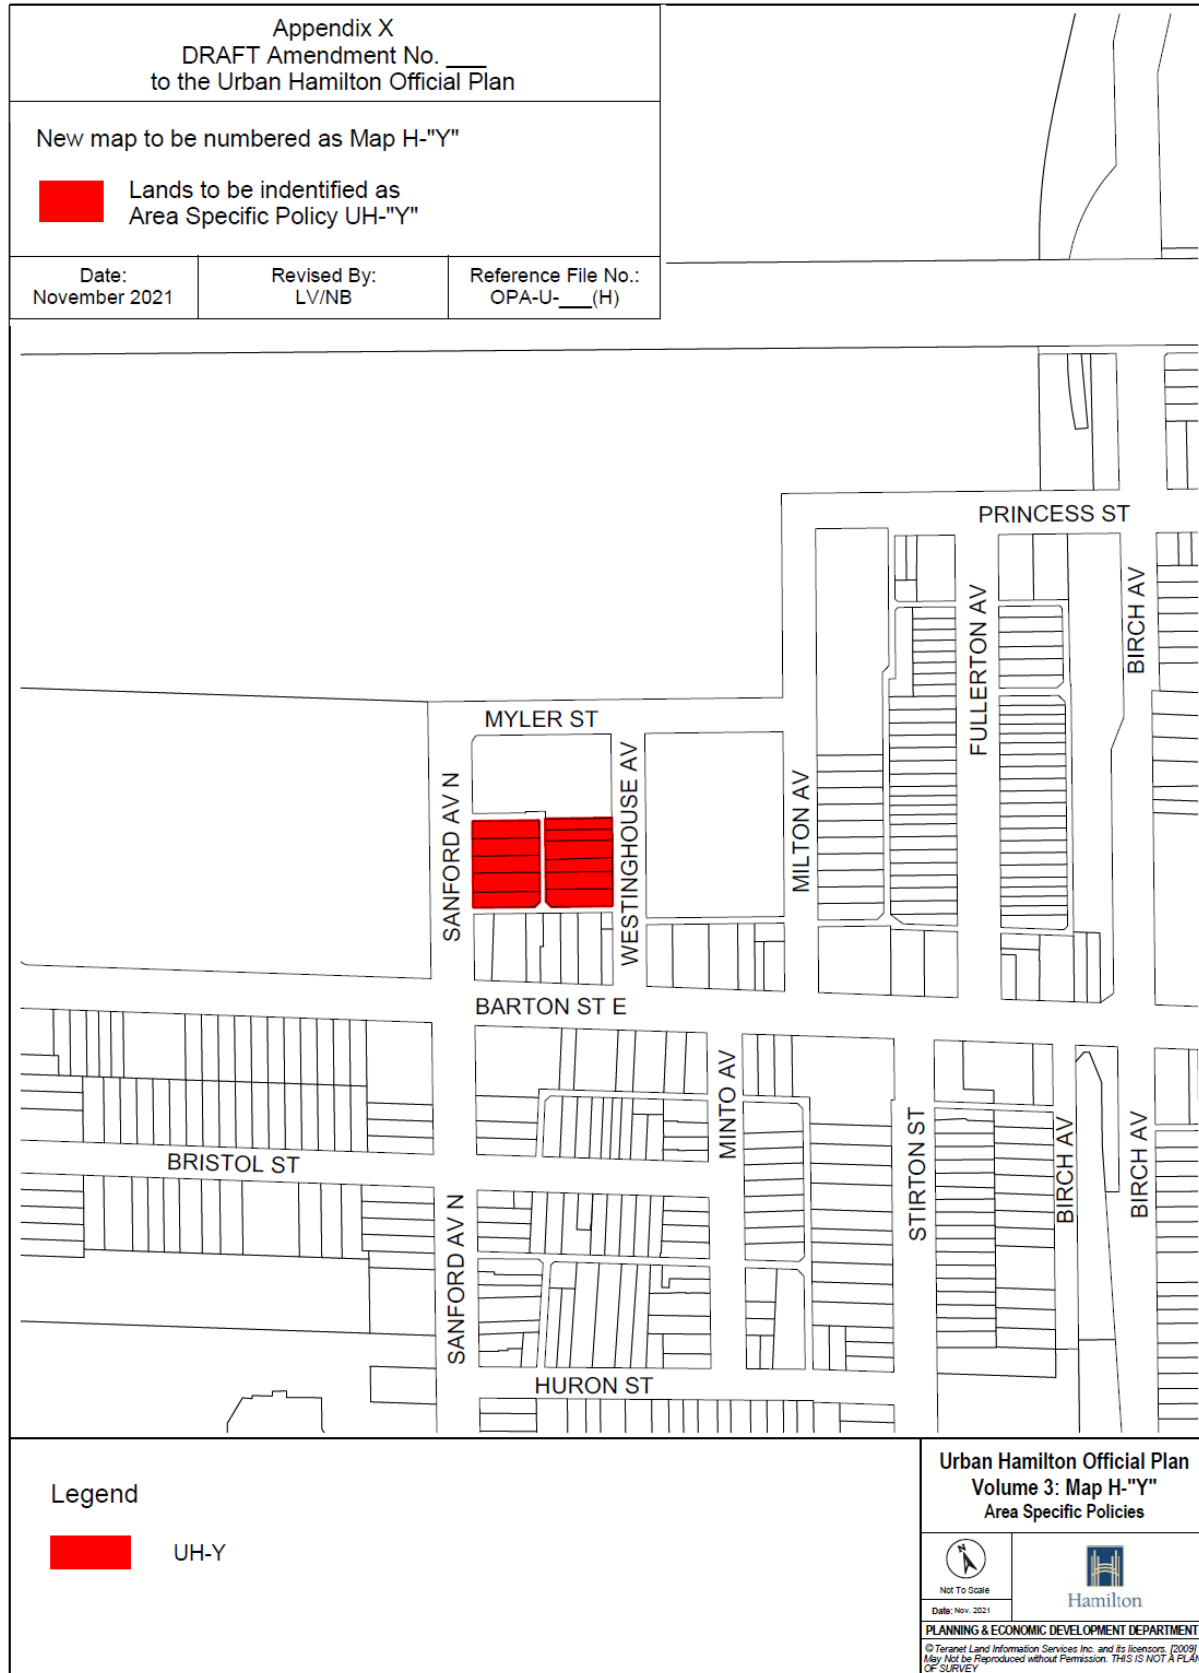 Appendix X
DRAFT Amendment No. ___
to the Urban Hamilton Official Plan
New map to be numbered as Map H-"Y"
Lands to be indentified as
Area Specific Policy UH-"Y"
Date:
November 2021
Revised By:
LV/NB
Reference File No.:
OPA-U-___(H)
PRINCESS ST
FULLERTON AV
BIRCH AV
MYLER ST
SANFORD AV N
WESTINGHOUSE AV
MILTON AV
BARTON ST E
MINTO AV
BRISTOL ST
STIRTON ST
BIRCH AV
BIRCH AV
SANFORD AV N
HURON ST
Legend
UH-Y
Urban Hamilton Official Plan
Volume 3: Map H-"Y"
Area Specific Policies
N
Not To Scale
Date: Nov. 2021
Hamilton
PLANNING & ECONOMIC DEVELOPMENT DEPARTMENT
© Teranet Land Information Services Inc. and its licensors. [2009]
May Not be Reproduced without Permission. THIS IS NOT A PLAN
OF SURVEY